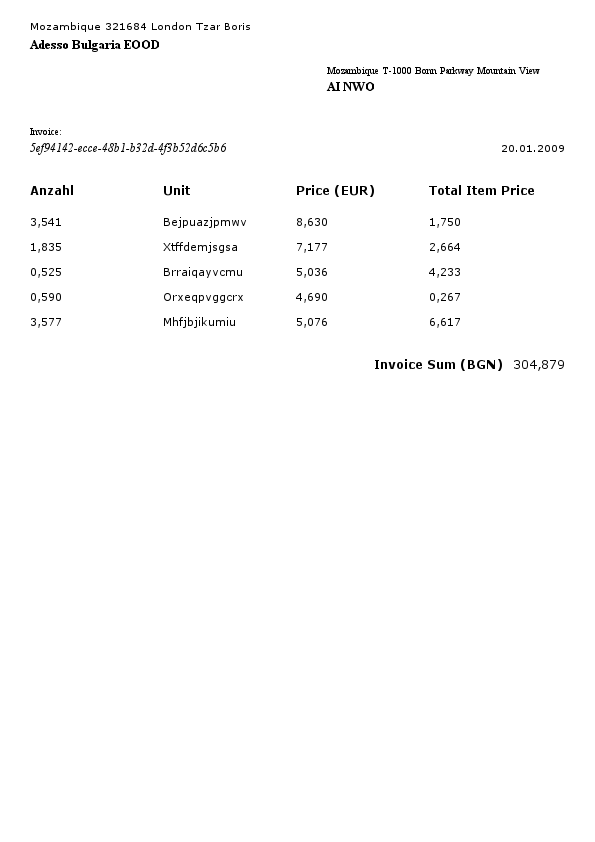 Mozambique 321684 London Tzar Boris
Adesso Bulgaria EOOD
Mozambique T-1000 Bonn Parkway Mountain View
AI NWO
Invoice:
5ef94142-ecce-48b1-b32d-4f3b52d6c5b6 20.01.2009
Anzahl Unit Price (EUR) Total Item Price
3,541 Bejpuazjpmwv 8,630 1,750
1,835 Xtffdemjsgsa 7,177 2,664
0,525 Brraiqayvcmu 5,036 4,233
0,590 Orxeqpvggcrx 4,690 0,267
3,577 Mhfjbjikumiu 5,076 6,617
Invoice Sum (BGN) 304,879